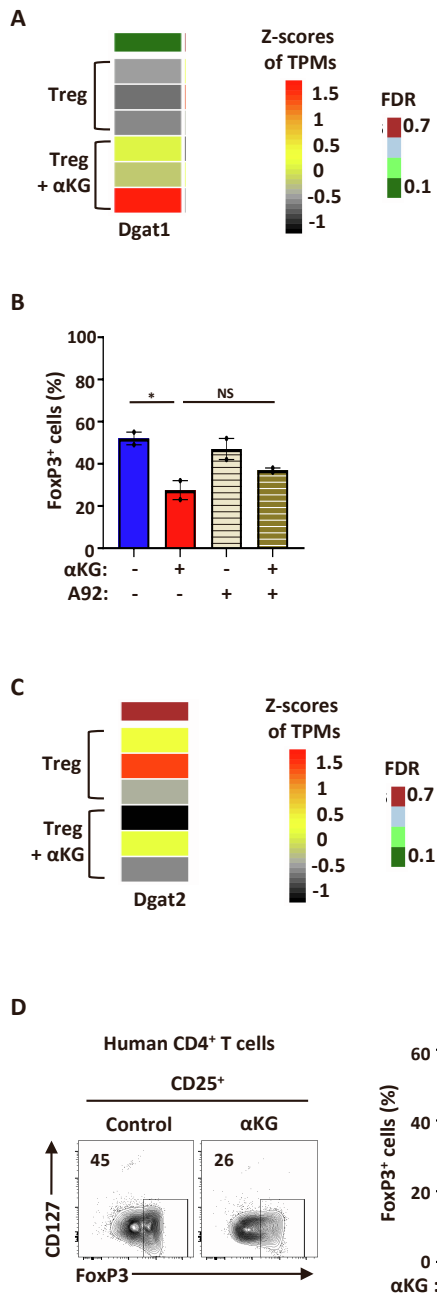 A
Z-scores
of TPMs
FDR
Treg
Treg
+ αKG
Dgat1
1.5
1
0.5
0
-0.5
-1
0.7
0.1
B
FoxP3⁺ cells (%)
100
80
60
40
20
0
* NS
αKG: - + - +
A92: - - + +
C
Z-scores
of TPMs
FDR
Treg
Treg
+ αKG
Dgat2
1.5
1
0.5
0
-0.5
-1
0.7
0.1
D
Human CD4⁺ T cells
CD25⁺
Control αKG
45 26
CD127
FoxP3
FoxP3⁺ cells (%)
60
40
20
0
αKG :